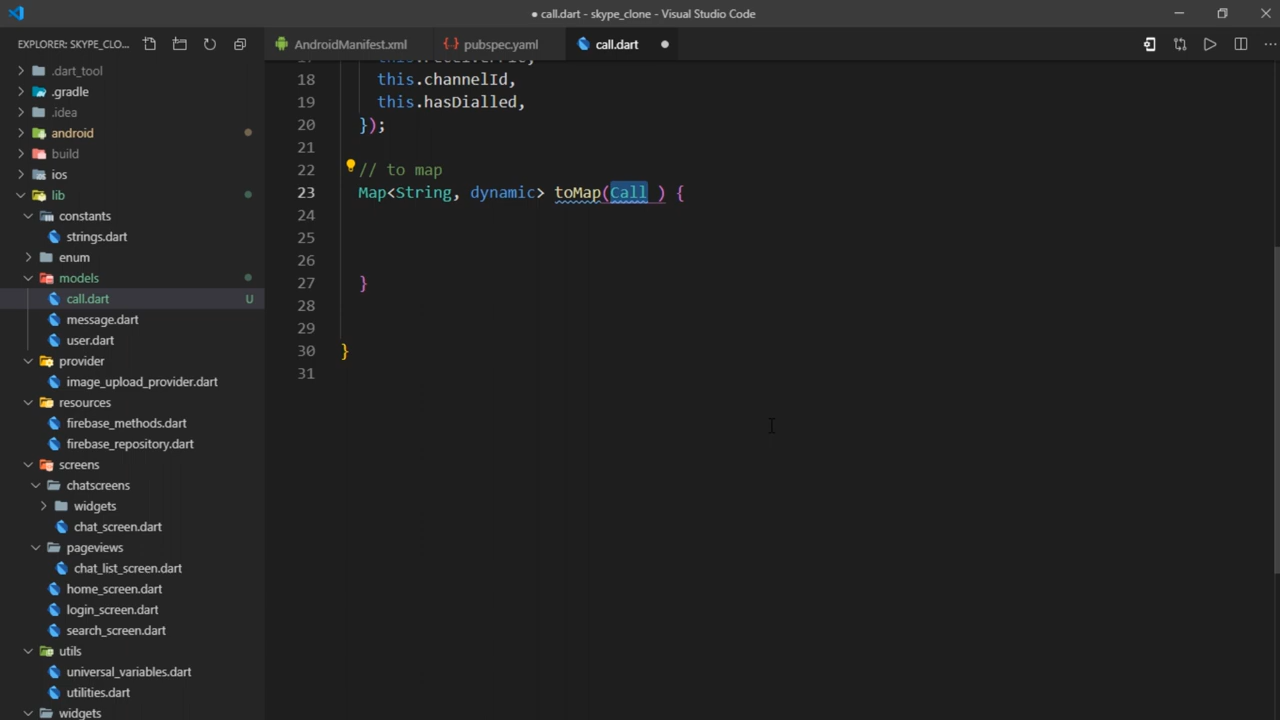 call.dart - skype_clone - Visual Studio Code
EXPLORER: SKYPE_CLO...
AndroidManifest.xml
pubspec.yaml
call.dart
.dart_tool
.gradle
.idea
android
build
ios
lib
constants
strings.dart
enum
models
call.dart U
message.dart
user.dart
provider
image_upload_provider.dart
resources
firebase_methods.dart
firebase_repository.dart
screens
chatscreens
widgets
chat_screen.dart
pageviews
chat_list_screen.dart
home_screen.dart
login_screen.dart
search_screen.dart
utils
universal_variables.dart
utilities.dart
widgets
18 this.channelId,
19 this.hasDialled,
20 });
21
22 // to map
23 Map<String, dynamic> toMap(Call ) {
24
25
26
27 }
28
29
30 }
31